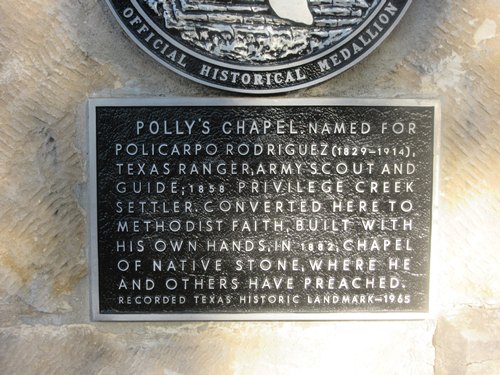 OFFICIAL HISTORICAL MEDALLION
POLLY'S CHAPEL. NAMED FOR
POLICARPO RODRIGUEZ (1829-1914),
TEXAS RANGER, ARMY SCOUT AND
GUIDE; 1858 PRIVILEGE CREEK
SETTLER. CONVERTED HERE TO
METHODIST FAITH, BUILT WITH
HIS OWN HANDS, IN 1882, CHAPEL
OF NATIVE STONE, WHERE HE
AND OTHERS HAVE PREACHED.
RECORDED TEXAS HISTORIC LANDMARK-1965